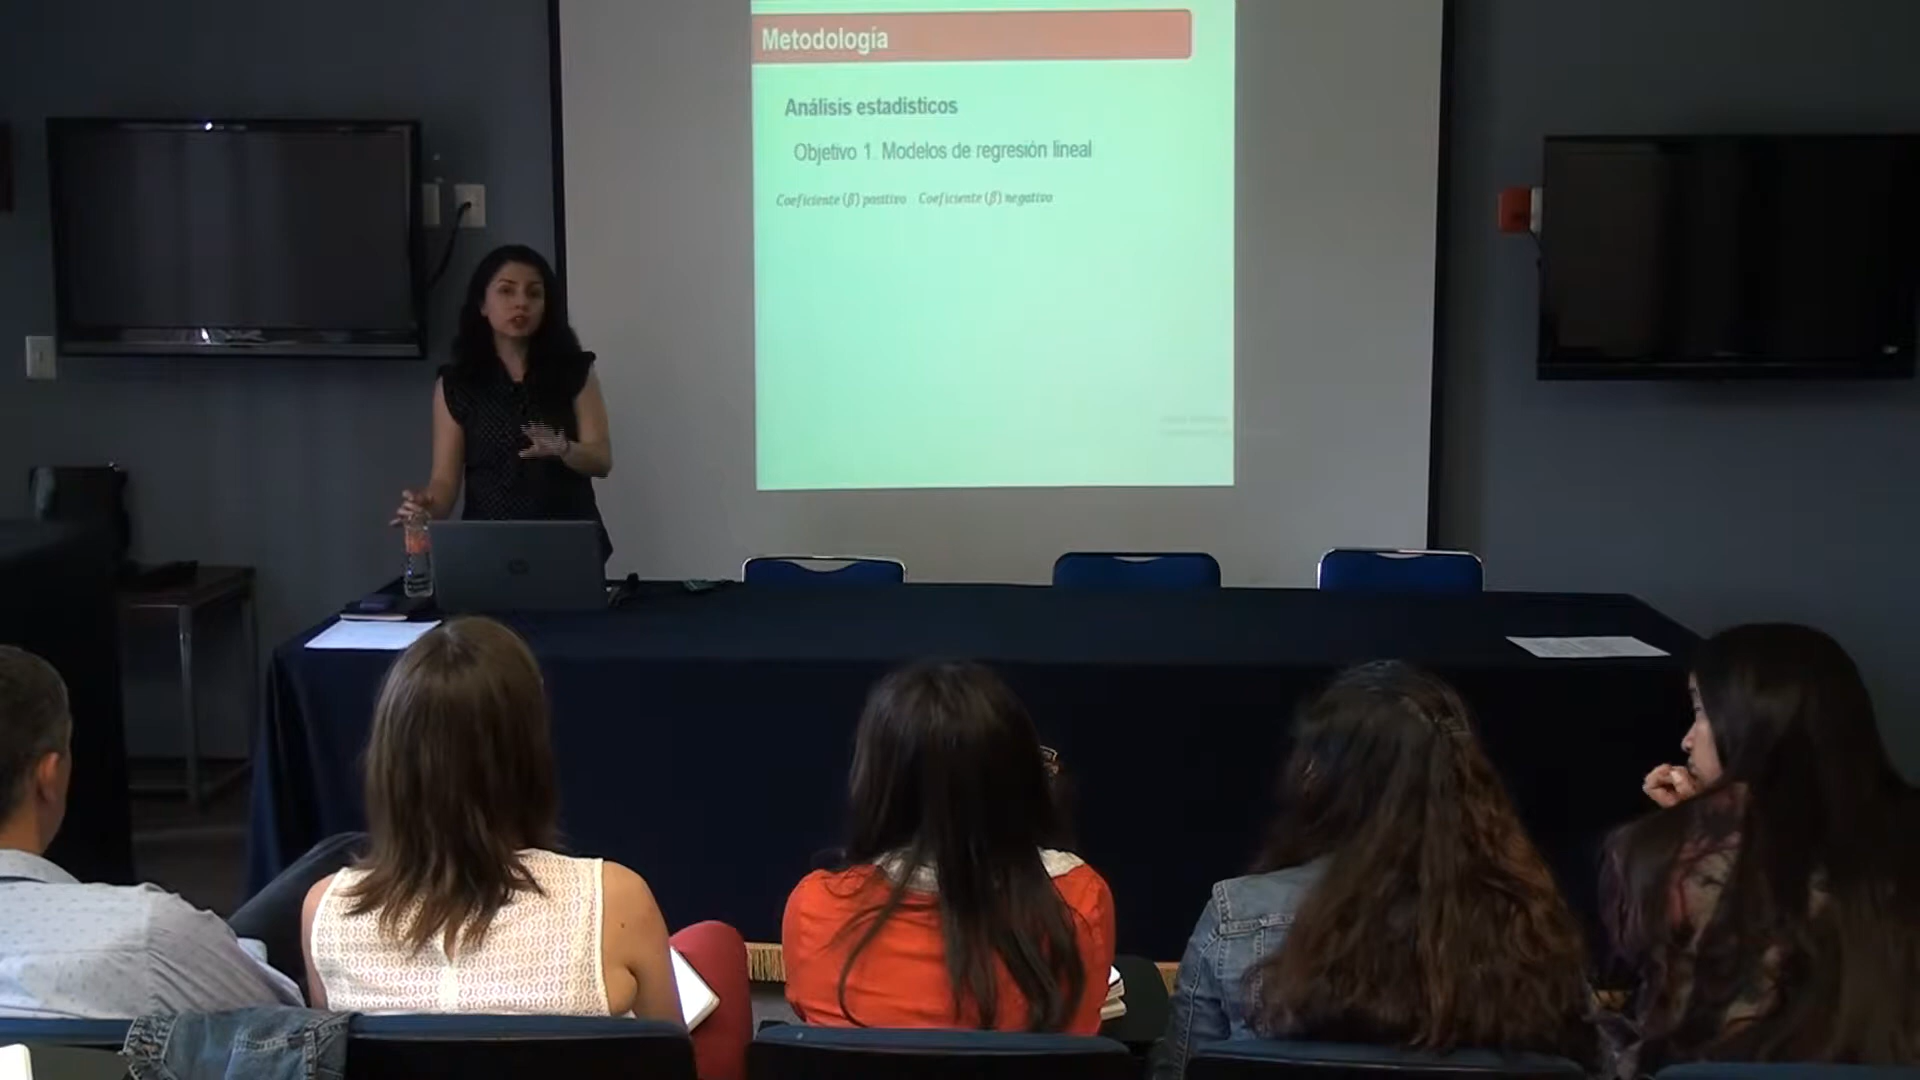 Metodología
Análisis estadísticos
Objetivo 1. Modelos de regresión lineal
Coeficiente (β) positivo Coeficiente (β) negativo